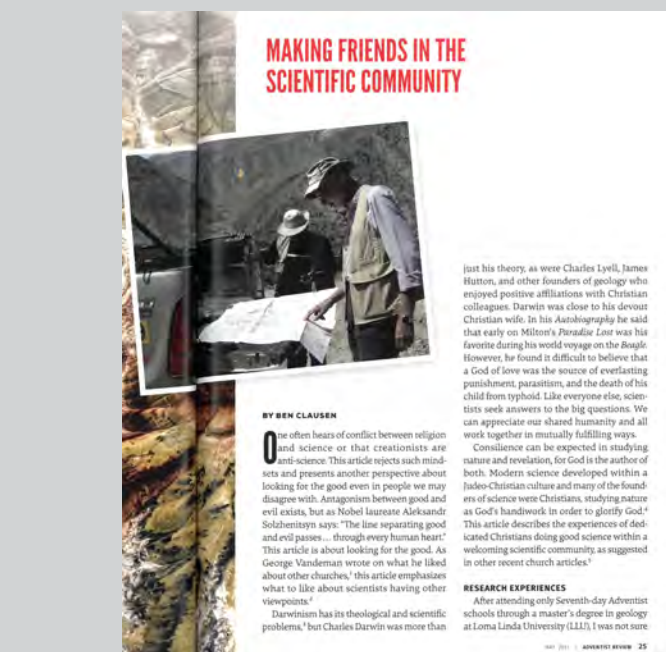 MAKING FRIENDS IN THE
SCIENTIFIC COMMUNITY
BY BEN CLAUSEN
One often hears of conflict between religion
and science or that creationists are
anti-science. This article rejects such mind-
sets and presents another perspective about
looking for the good even in people we may
disagree with. Antagonism between good and
evil exists, but as Nobel laureate Aleksandr
Solzhenitsyn says: "The line separating good
and evil passes ... through every human heart."
This article is about looking for the good. As
George Vandeman wrote on what he liked
about other churches,¹ this article emphasizes
what to like about scientists having other
viewpoints.²
Darwinism has its theological and scientific
problems,³ but Charles Darwin was more than
just his theory, as were Charles Lyell, James
Hutton, and other founders of geology who
enjoyed positive affiliations with Christian
colleagues. Darwin was close to his devout
Christian wife. In his Autobiography he said
that early on Milton's Paradise Lost was his
favorite during his world voyage on the Beagle.
However, he found it difficult to believe that
a God of love was the source of everlasting
punishment, parasitism, and the death of his
child from typhoid. Like everyone else, scien-
tists seek answers to the big questions. We
can appreciate our shared humanity and all
work together in mutually fulfilling ways.
Consilience can be expected in studying
nature and revelation, for God is the author of
both. Modern science developed within a
Judeo-Christian culture and many of the found-
ers of science were Christians, studying nature
as God's handiwork in order to glorify God.⁴
This article describes the experiences of ded-
icated Christians doing good science within a
welcoming scientific community, as suggested
in other recent church articles.⁵
RESEARCH EXPERIENCES
After attending only Seventh-day Adventist
schools through a master's degree in geology
at Loma Linda University (LLU), I was not sure
| ADVENTIST REVIEW 25